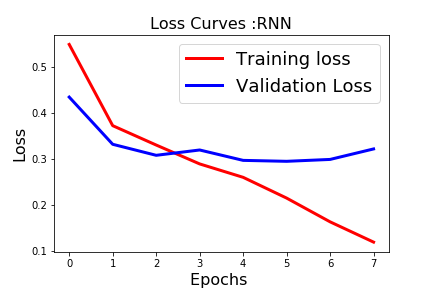 Loss Curves :RNN
Training loss
Validation Loss
Loss
0.5
0.4
0.3
0.2
0.1
0 1 2 3 4 5 6 7
Epochs